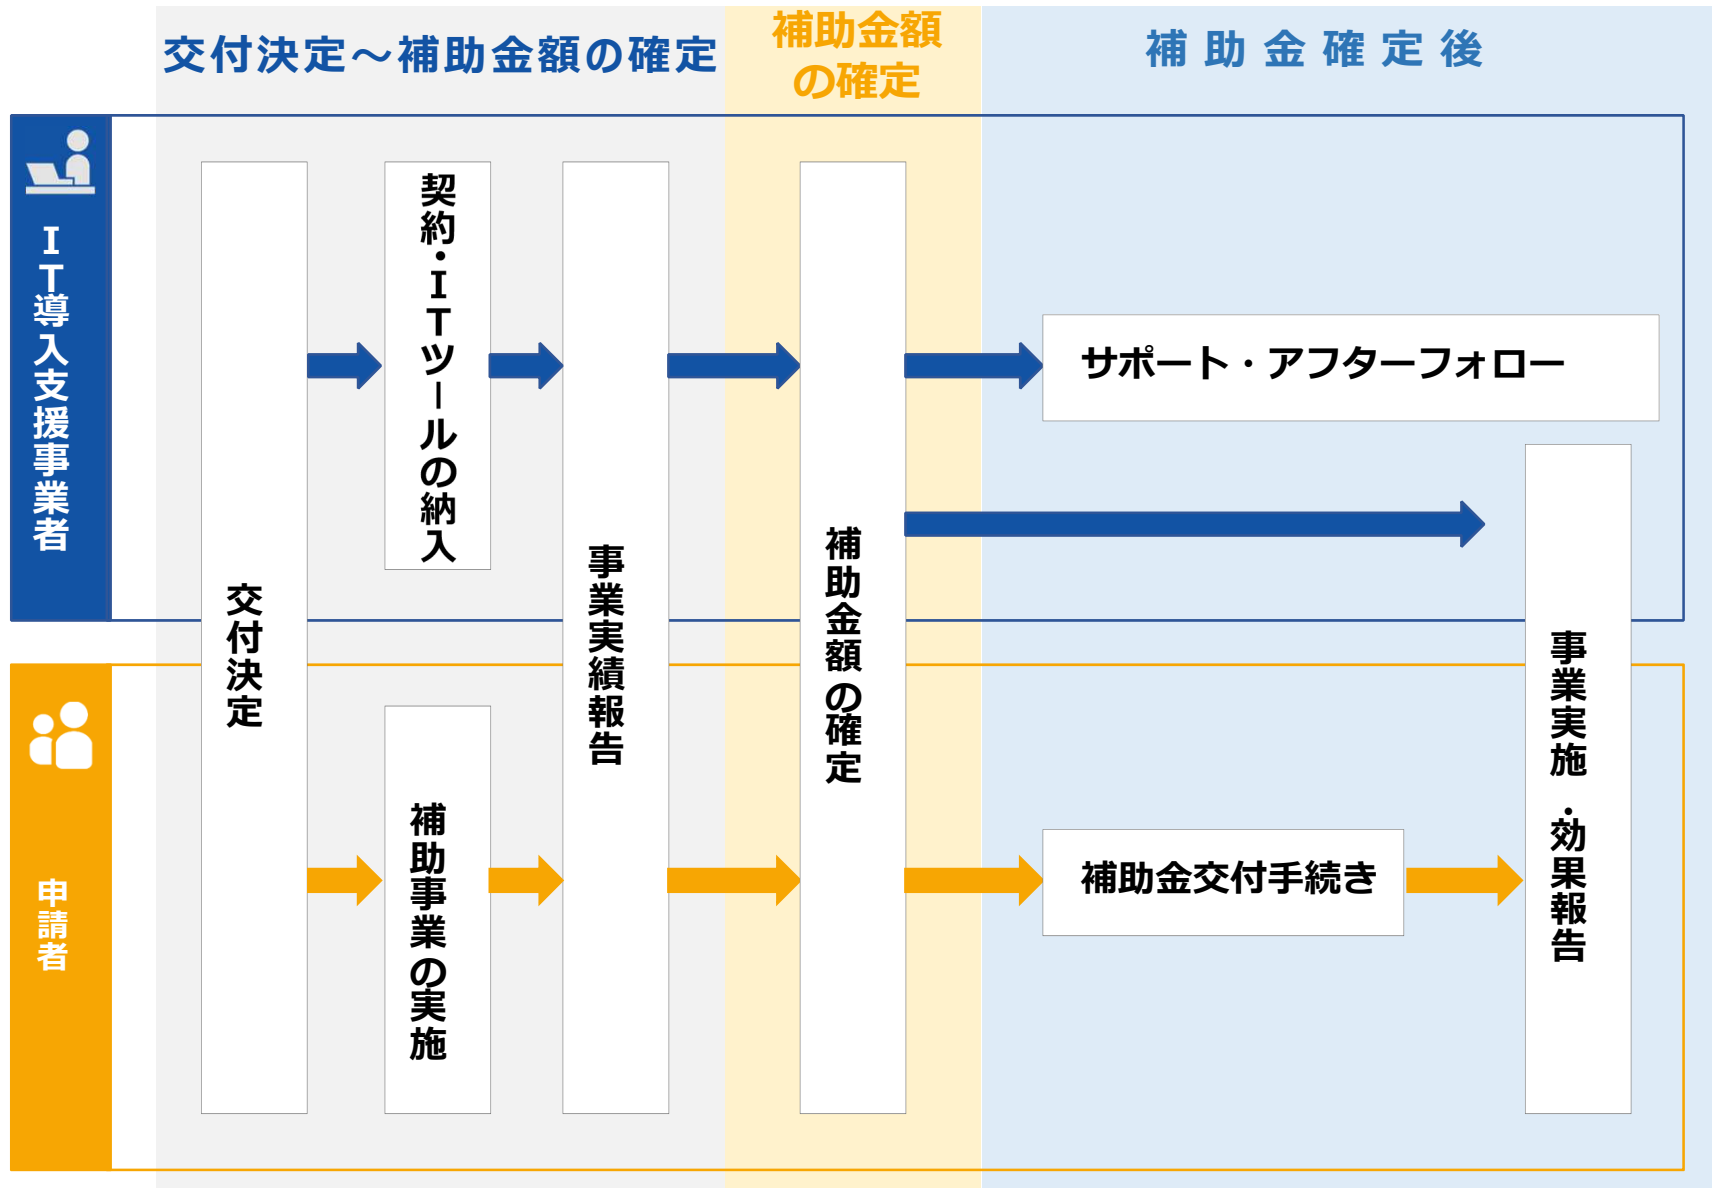 交付決定～補助金額の確定
補助金額
の確定
補助金確定後
ＩＴ導入支援事業者
交付決定
契約・ＩＴツールの納入
事業実績報告
補助金額の確定
サポート・アフターフォロー
事業実施・効果報告
申請者
補助事業の実施
補助金交付手続き